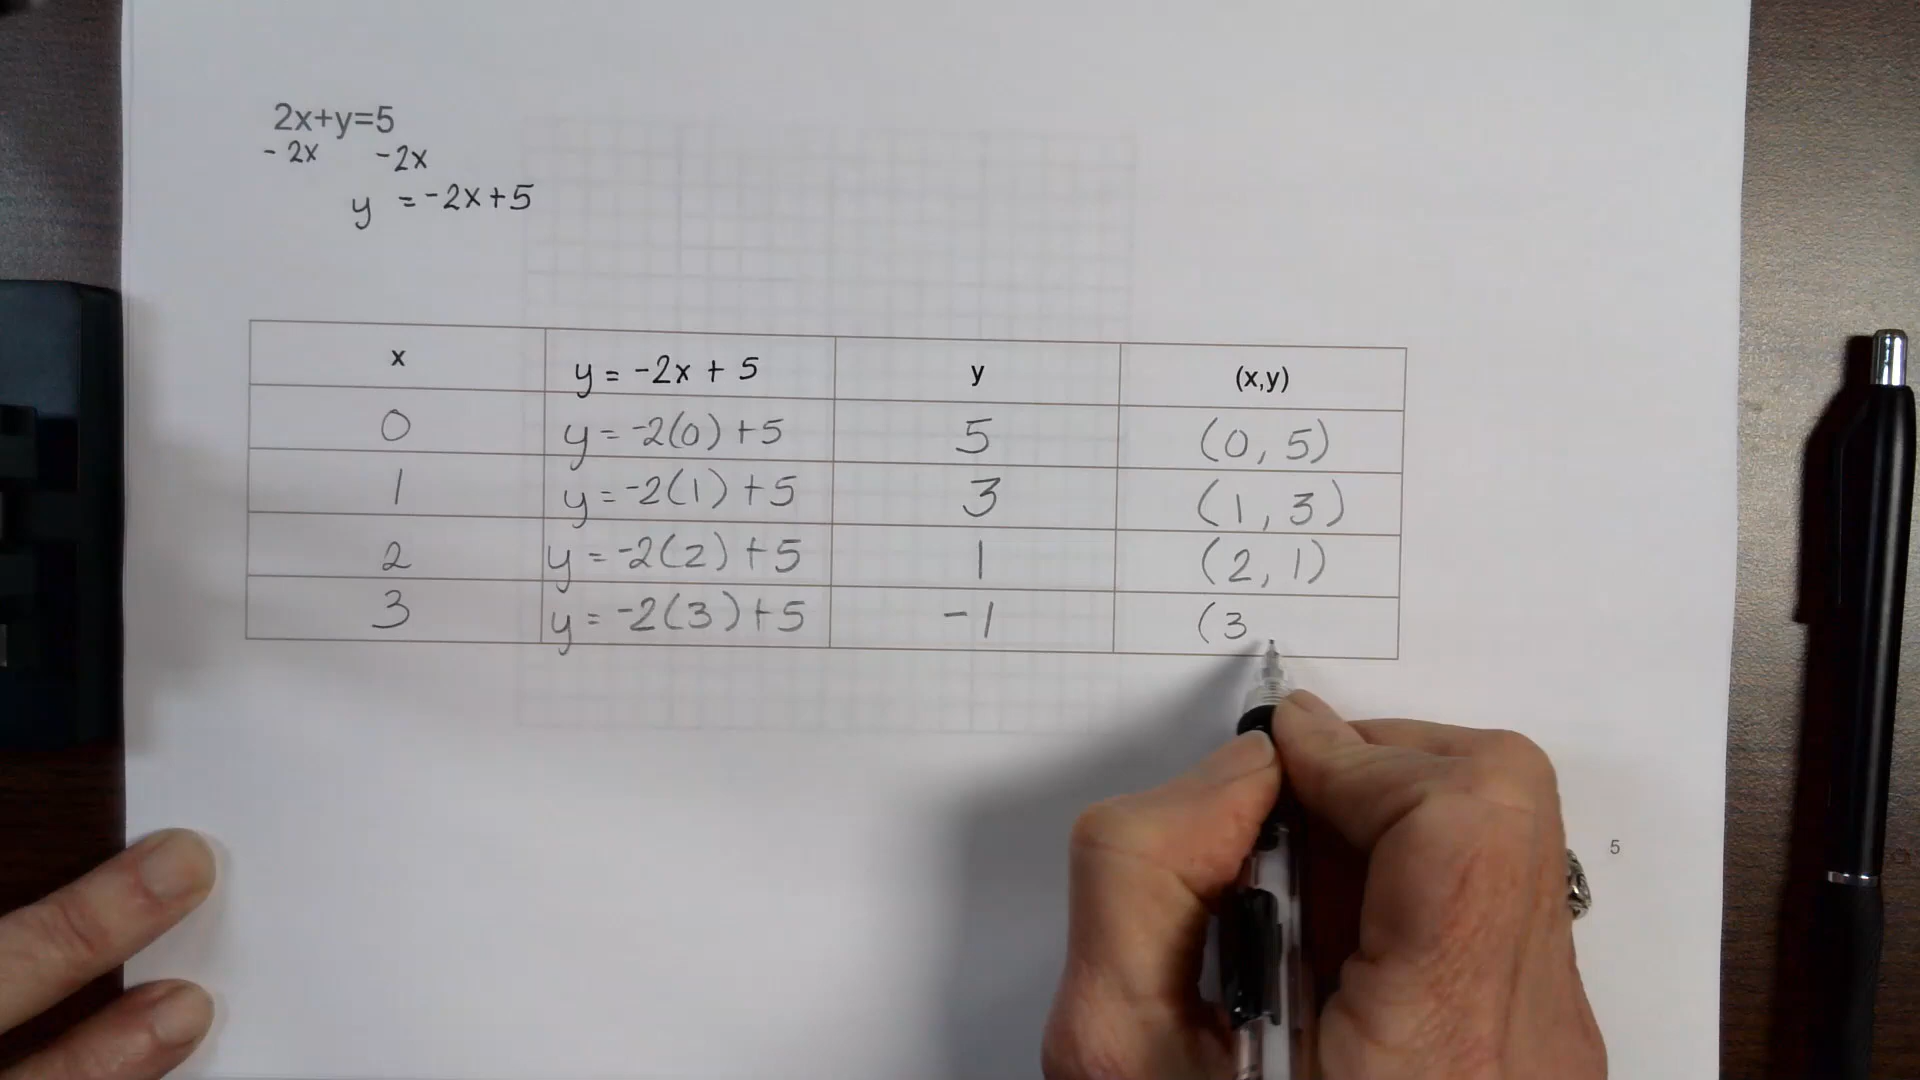 2x+y=5
- 2x -2x
y = -2x+5
x y = -2x + 5 y (x,y)
0 y = -2(0) +5 5 (0, 5)
1 y = -2(1) +5 3 (1, 3)
2 y = -2(2) +5 1 (2, 1)
3 y = -2(3) +5 -1 (3
5